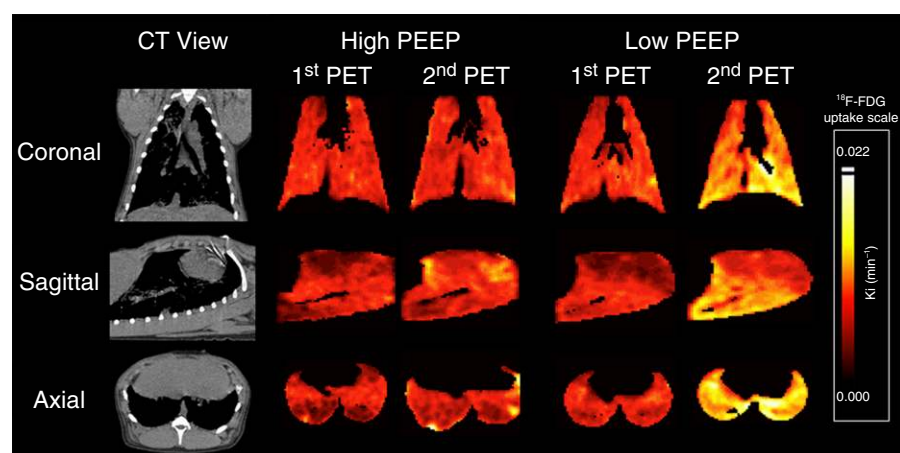 CT View High PEEP Low PEEP
1st PET 2nd PET 1st PET 2nd PET
18F-FDG
uptake scale
Coronal
0.022
Sagittal
Ki (min⁻¹)
Axial
0.000